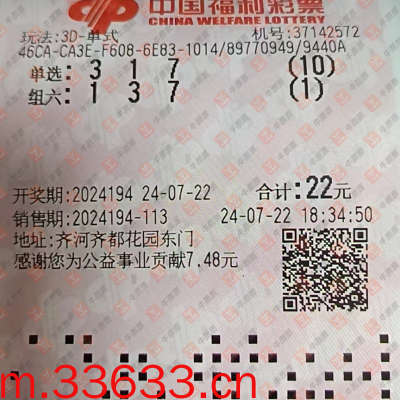 中国福利彩票
CHINA WELFARE LOTTERY
玩法:3D-单式 机号:37142572
46CA-CA3E-F608-6E83-1014/89770949/9440A
单选: 3 1 7 (10)
组六: 1 3 7 (1)
开奖期:2024194 24-07-22 合计:22元
销售期:2024194-113 24-07-22 18:34:50
地址:齐河齐都花园东门
感谢您为公益事业贡献7.48元
m.33633.cn